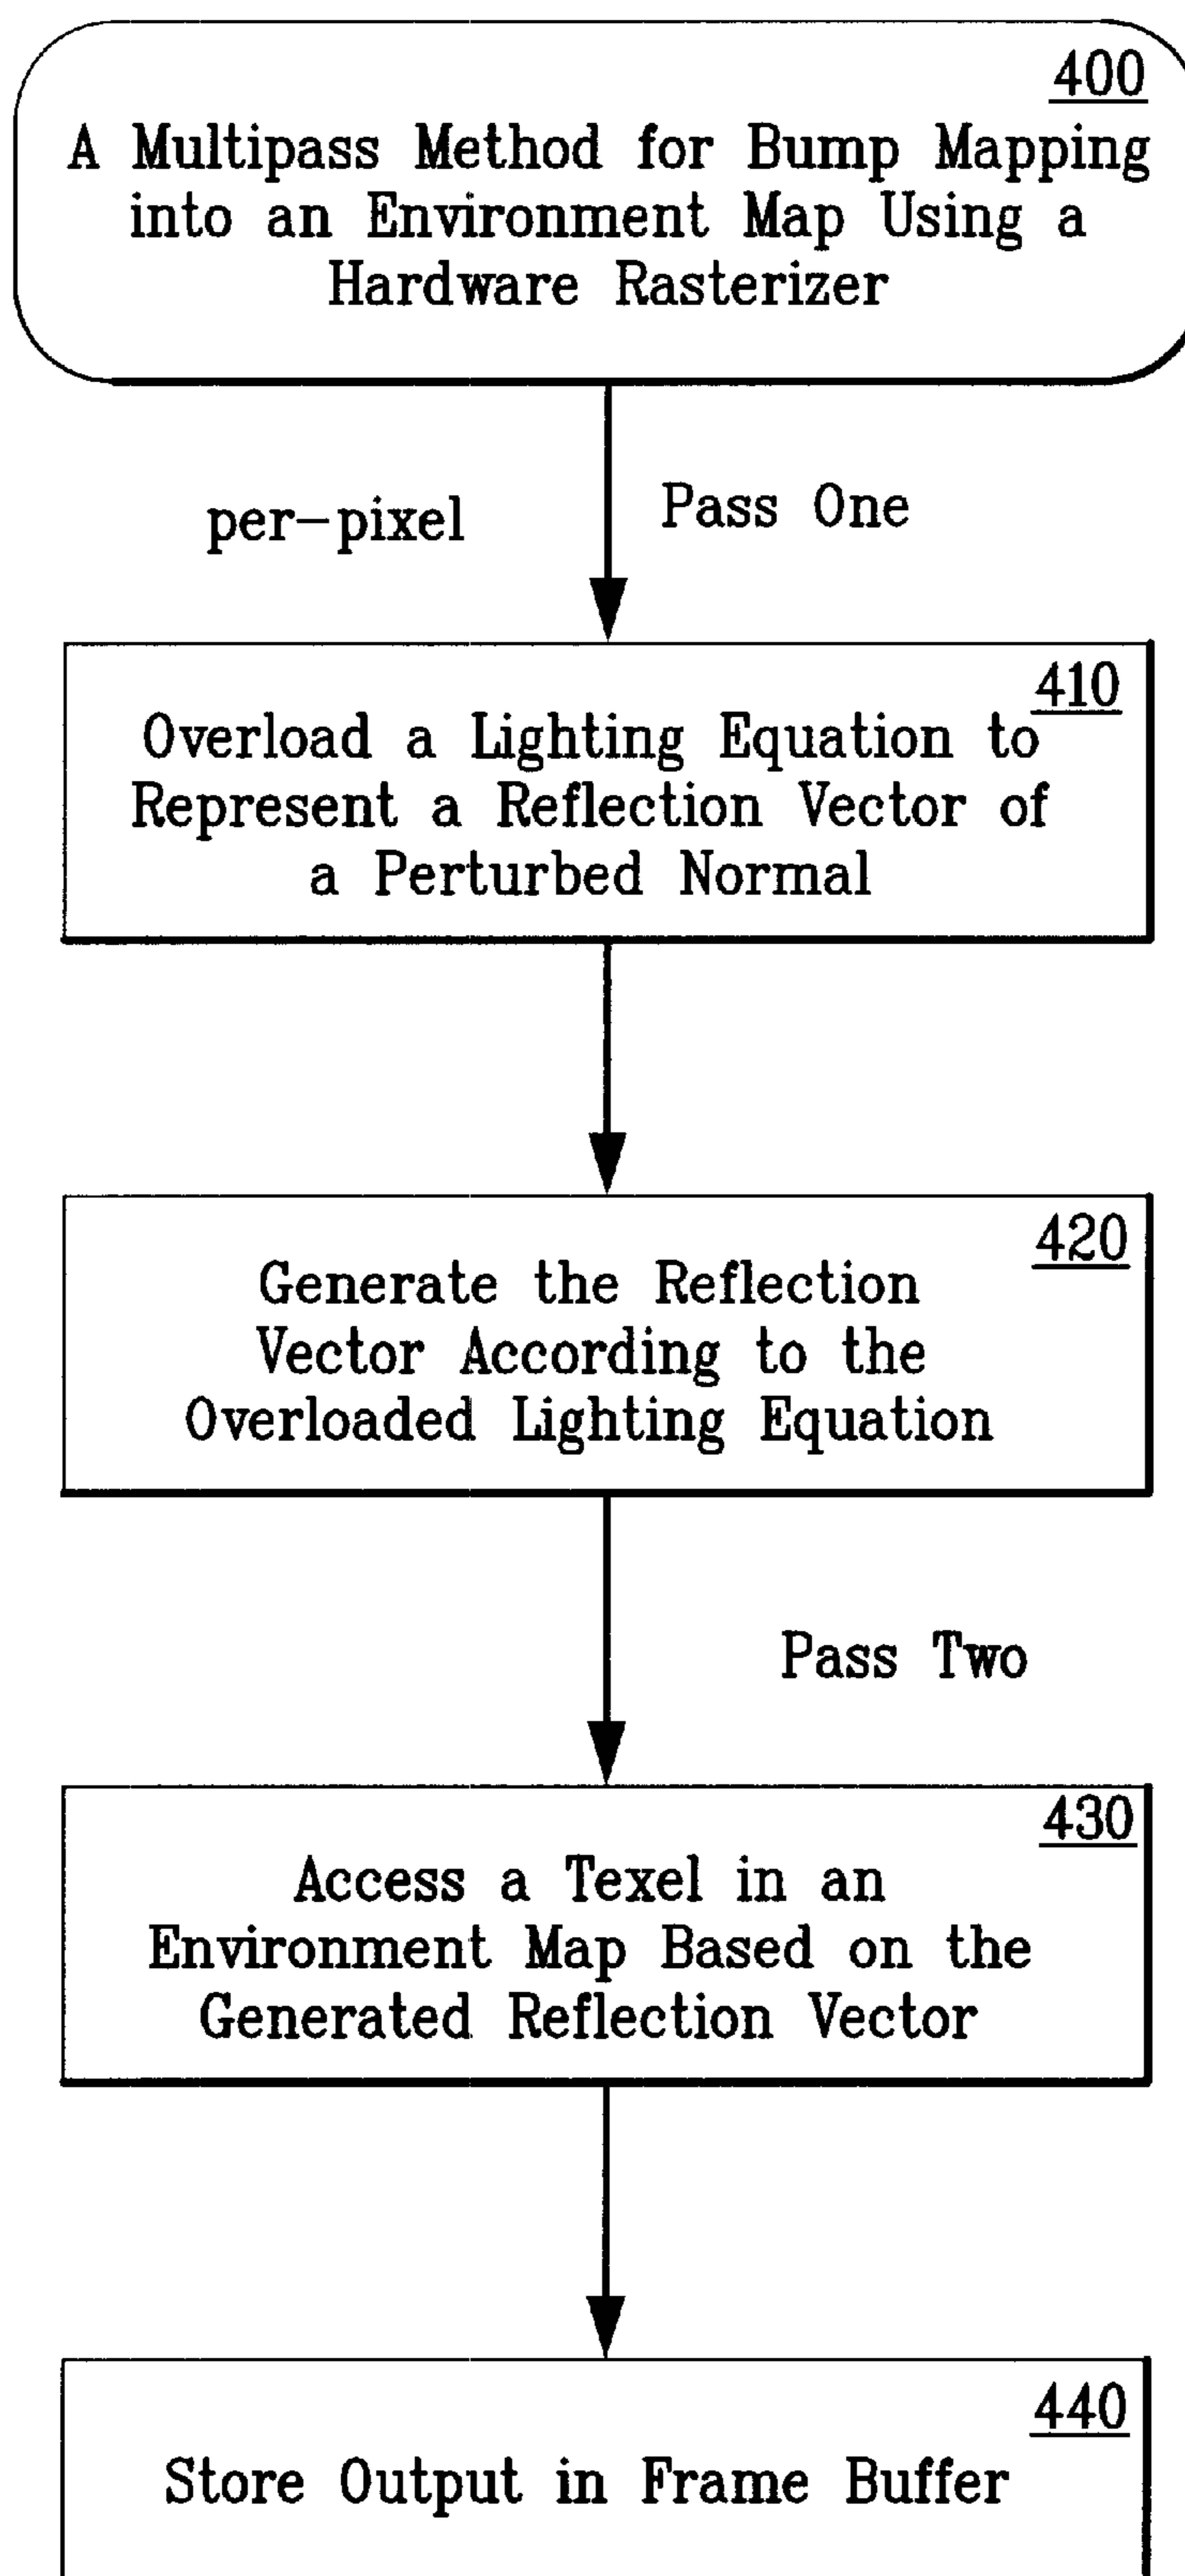 400
A Multipass Method for Bump Mapping
into an Environment Map Using a
Hardware Rasterizer
per-pixel
Pass One
410
Overload a Lighting Equation to
Represent a Reflection Vector of
a Perturbed Normal
420
Generate the Reflection
Vector According to the
Overloaded Lighting Equation
Pass Two
430
Access a Texel in an
Environment Map Based on the
Generated Reflection Vector
440
Store Output in Frame Buffer